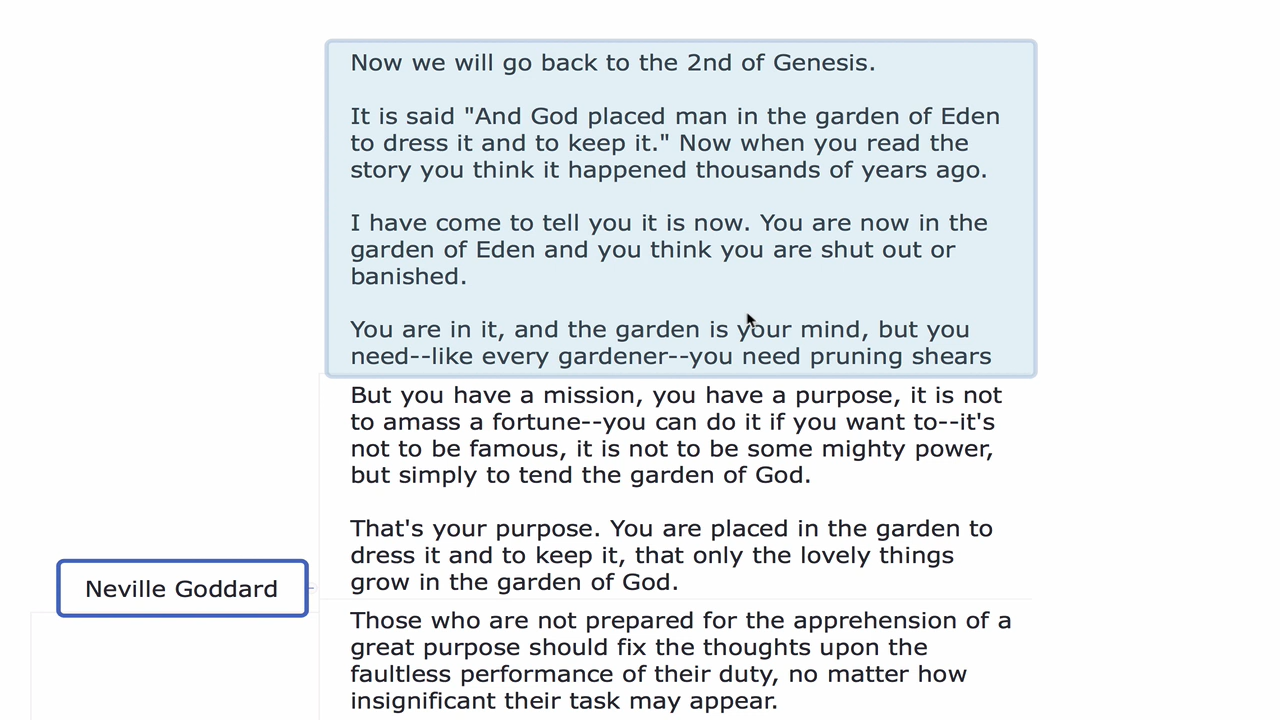 Now we will go back to the 2nd of Genesis.
It is said "And God placed man in the garden of Eden
to dress it and to keep it." Now when you read the
story you think it happened thousands of years ago.
I have come to tell you it is now. You are now in the
garden of Eden and you think you are shut out or
banished.
You are in it, and the garden is your mind, but you
need--like every gardener--you need pruning shears
But you have a mission, you have a purpose, it is not
to amass a fortune--you can do it if you want to--it's
not to be famous, it is not to be some mighty power,
but simply to tend the garden of God.
That's your purpose. You are placed in the garden to
dress it and to keep it, that only the lovely things
grow in the garden of God.
Neville Goddard
Those who are not prepared for the apprehension of a
great purpose should fix the thoughts upon the
faultless performance of their duty, no matter how
insignificant their task may appear.